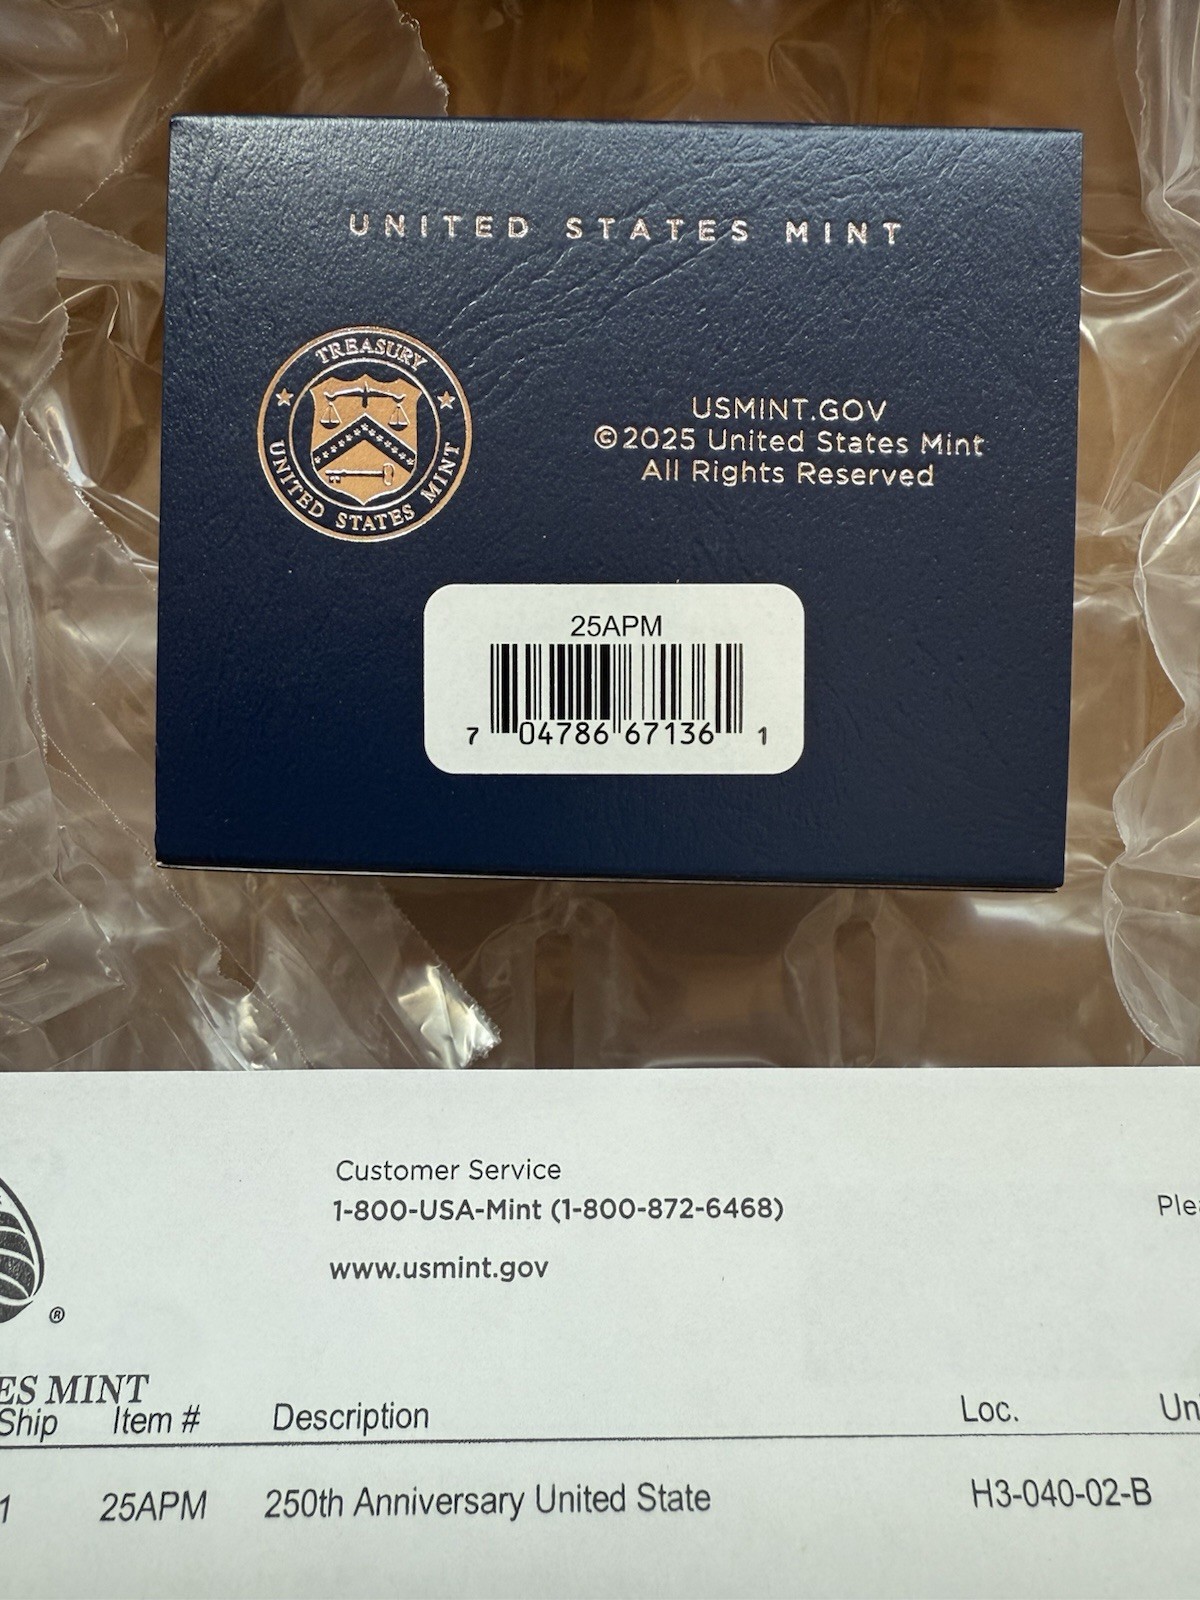 UNITED STATES MINT
TREASURY
UNITED STATES MINT
USMINT.GOV
©2025 United States Mint
All Rights Reserved
25APM
7 04786 67136 1
Customer Service
1-800-USA-Mint (1-800-872-6468)
Ple
www.usmint.gov
®
ES MINT
Ship Item # Description Loc. Un
1 25APM 250th Anniversary United State H3-040-02-B